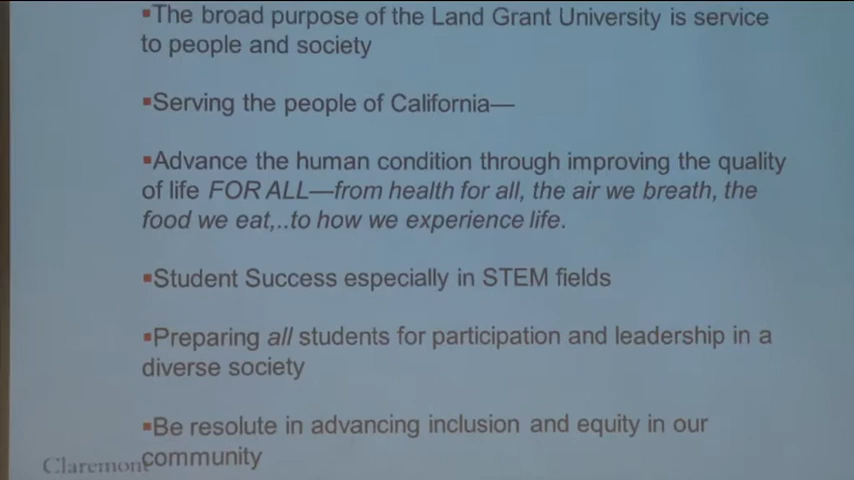 ▪The broad purpose of the Land Grant University is service
to people and society
▪Serving the people of California—
▪Advance the human condition through improving the quality
of life FOR ALL—from health for all, the air we breath, the
food we eat,..to how we experience life.
▪Student Success especially in STEM fields
▪Preparing all students for participation and leadership in a
diverse society
▪Be resolute in advancing inclusion and equity in our
community
Claremont